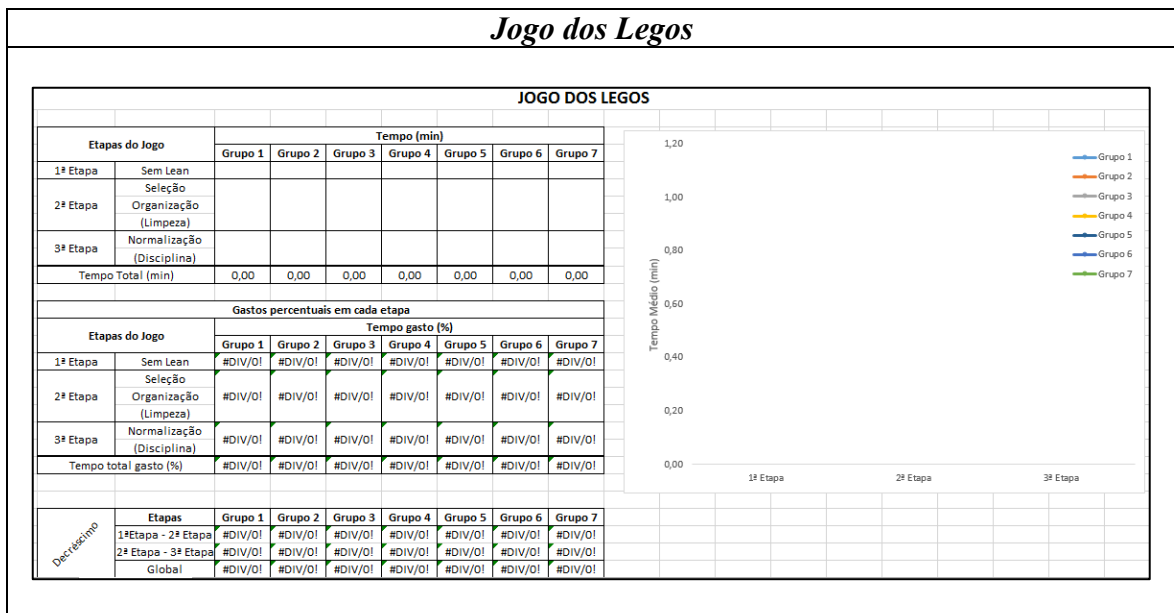 Jogo dos Legos
JOGO DOS LEGOS
Etapas do Jogo Tempo (min)
Grupo 1 Grupo 2 Grupo 3 Grupo 4 Grupo 5 Grupo 6 Grupo 7
1ª Etapa Sem Lean
2ª Etapa Seleção
Organização
(Limpeza)
3ª Etapa Normalização
(Disciplina)
Tempo Total (min) 0,00 0,00 0,00 0,00 0,00 0,00 0,00
Gastos percentuais em cada etapa
Etapas do Jogo Tempo gasto (%)
Grupo 1 Grupo 2 Grupo 3 Grupo 4 Grupo 5 Grupo 6 Grupo 7
1ª Etapa Sem Lean #DIV/0! #DIV/0! #DIV/0! #DIV/0! #DIV/0! #DIV/0! #DIV/0!
Seleção
2ª Etapa Organização #DIV/0! #DIV/0! #DIV/0! #DIV/0! #DIV/0! #DIV/0! #DIV/0!
(Limpeza)
3ª Etapa Normalização #DIV/0! #DIV/0! #DIV/0! #DIV/0! #DIV/0! #DIV/0! #DIV/0!
(Disciplina)
Tempo total gasto (%) #DIV/0! #DIV/0! #DIV/0! #DIV/0! #DIV/0! #DIV/0! #DIV/0!
Decréscimo
Etapas Grupo 1 Grupo 2 Grupo 3 Grupo 4 Grupo 5 Grupo 6 Grupo 7
1ªEtapa - 2ª Etapa #DIV/0! #DIV/0! #DIV/0! #DIV/0! #DIV/0! #DIV/0! #DIV/0!
2ª Etapa - 3ª Etapa #DIV/0! #DIV/0! #DIV/0! #DIV/0! #DIV/0! #DIV/0! #DIV/0!
Global #DIV/0! #DIV/0! #DIV/0! #DIV/0! #DIV/0! #DIV/0! #DIV/0!
Tempo Médio (min)
1,20
1,00
0,80
0,60
0,40
0,20
0,00
1ª Etapa 2ª Etapa 3ª Etapa
Grupo 1
Grupo 2
Grupo 3
Grupo 4
Grupo 5
Grupo 6
Grupo 7